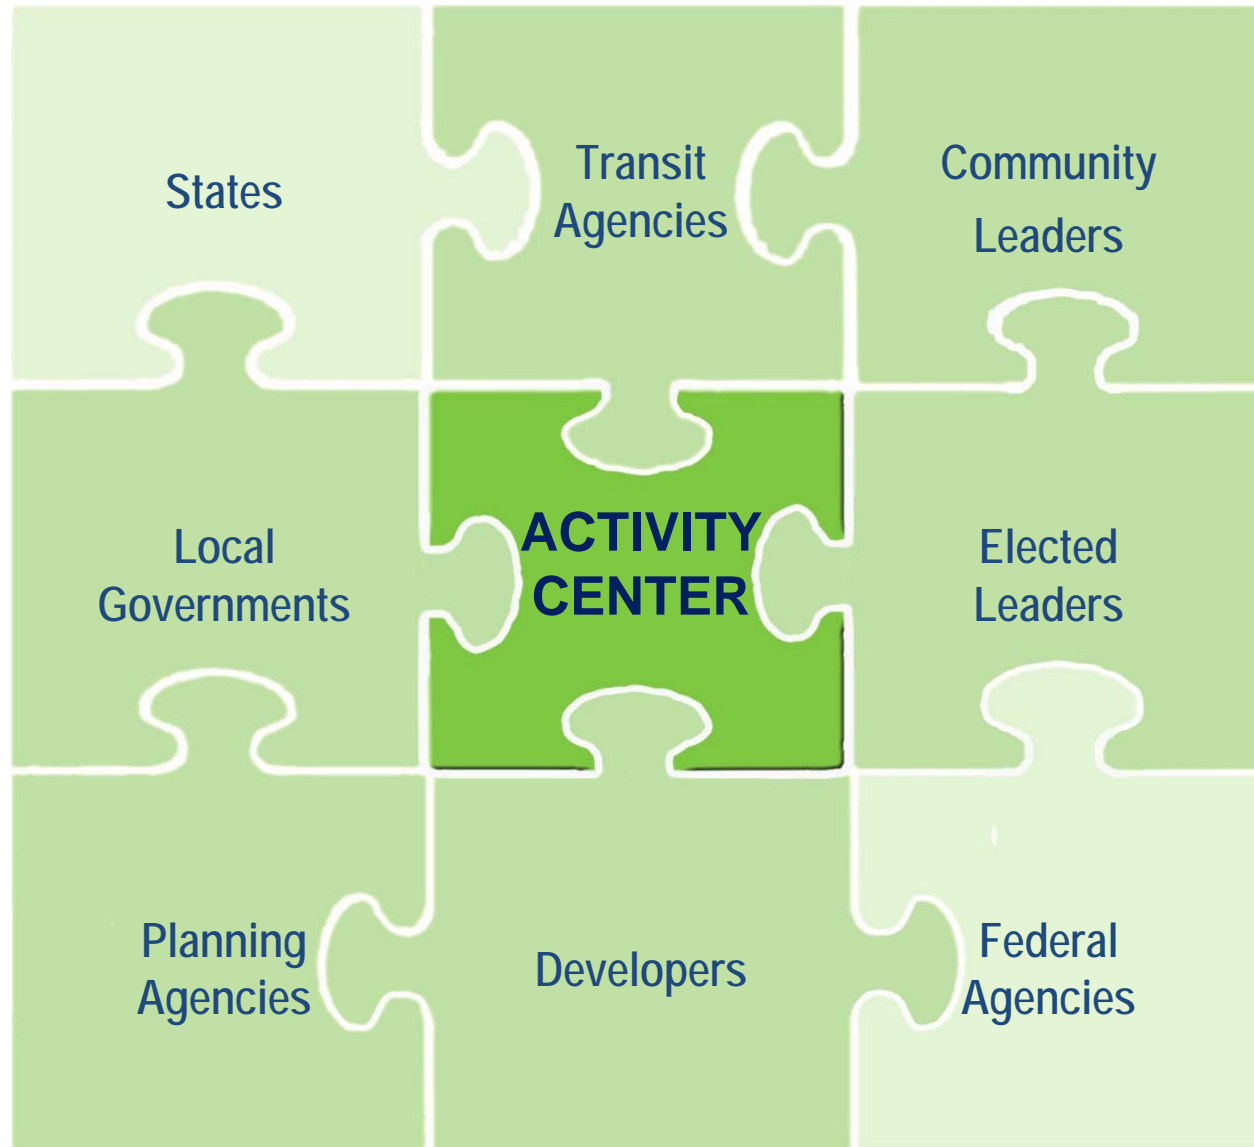 States
Transit
Agencies
Community
Leaders
Local
Governments
ACTIVITY
CENTER
Elected
Leaders
Planning
Agencies
Developers
Federal
Agencies